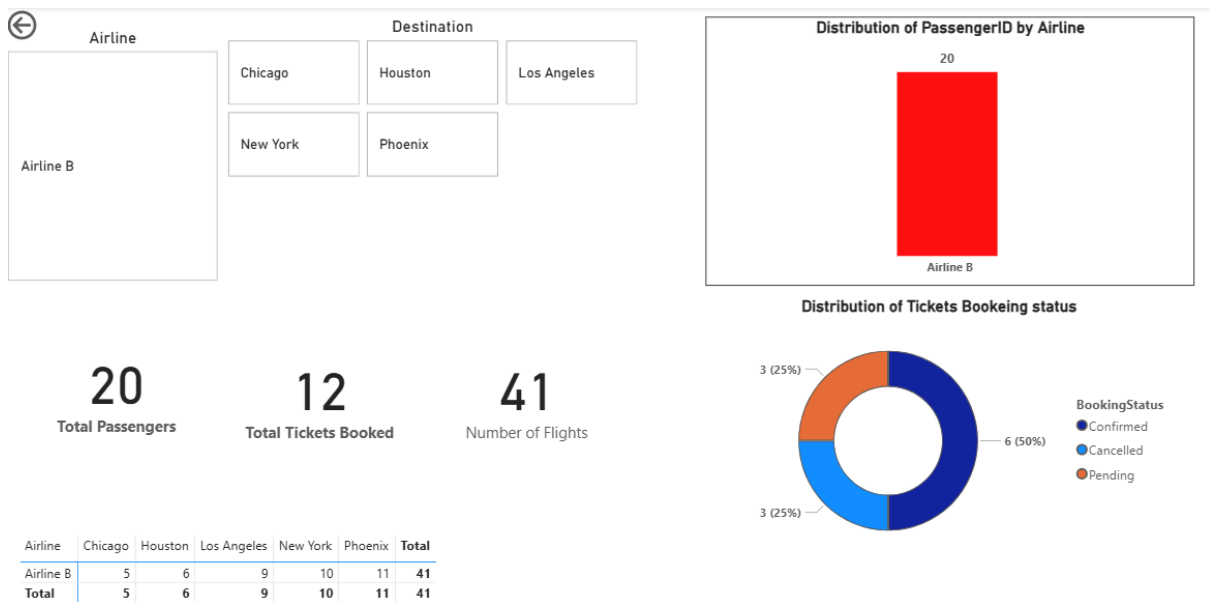 Airline
Airline B
Destination
Chicago
Houston
Los Angeles
New York
Phoenix
Distribution of PassengerID by Airline
20
Airline B
20
Total Passengers
12
Total Tickets Booked
41
Number of Flights
Distribution of Tickets Bookeing status
3 (25%)
6 (50%)
3 (25%)
BookingStatus
Confirmed
Cancelled
Pending
Airline Chicago Houston Los Angeles New York Phoenix Total
Airline B 5 6 9 10 11 41
Total 5 6 9 10 11 41